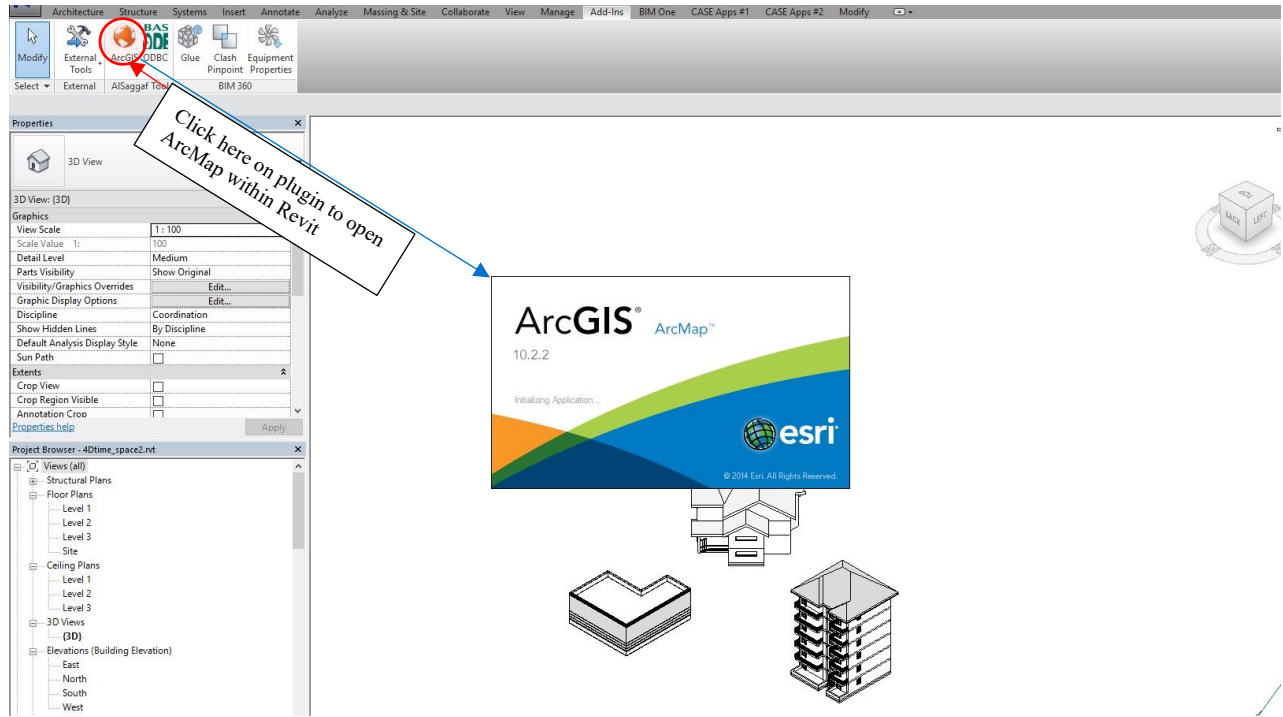 Architecture Structure Systems Insert Annotate Analyze Massing & Site Collaborate View Manage Add-Ins BIM One CASE Apps #1 CASE Apps #2 Modify
Modify
External
Tools
ArcGIS
ODBC
Glue
Clash
Pinpoint
Equipment
Properties
Select
External
AlSaggaf
BIM 360
Click here on plugin to open
ArcMap within Revit
Properties
3D View
3D View: {3D}
Graphics
View Scale 1 : 100
Scale Value 1: 100
Detail Level Medium
Parts Visibility Show Original
Visibility/Graphics Overrides Edit...
Graphic Display Options Edit...
Discipline Coordination
Show Hidden Lines By Discipline
Default Analysis Display Style None
Sun Path
Extents
Crop View
Crop Region Visible
Annotation Crop
Properties help Apply
Project Browser - 4Dtime_space2.rvt
Views (all)
Structural Plans
Floor Plans
Level 1
Level 2
Level 3
Site
Ceiling Plans
Level 1
Level 2
Level 3
3D Views
{3D}
Elevations (Building Elevation)
East
North
South
West
ArcGIS® ArcMap™
10.2.2
Initializing Application...
esri
© 2014 Esri. All Rights Reserved.
BACK
LEFT